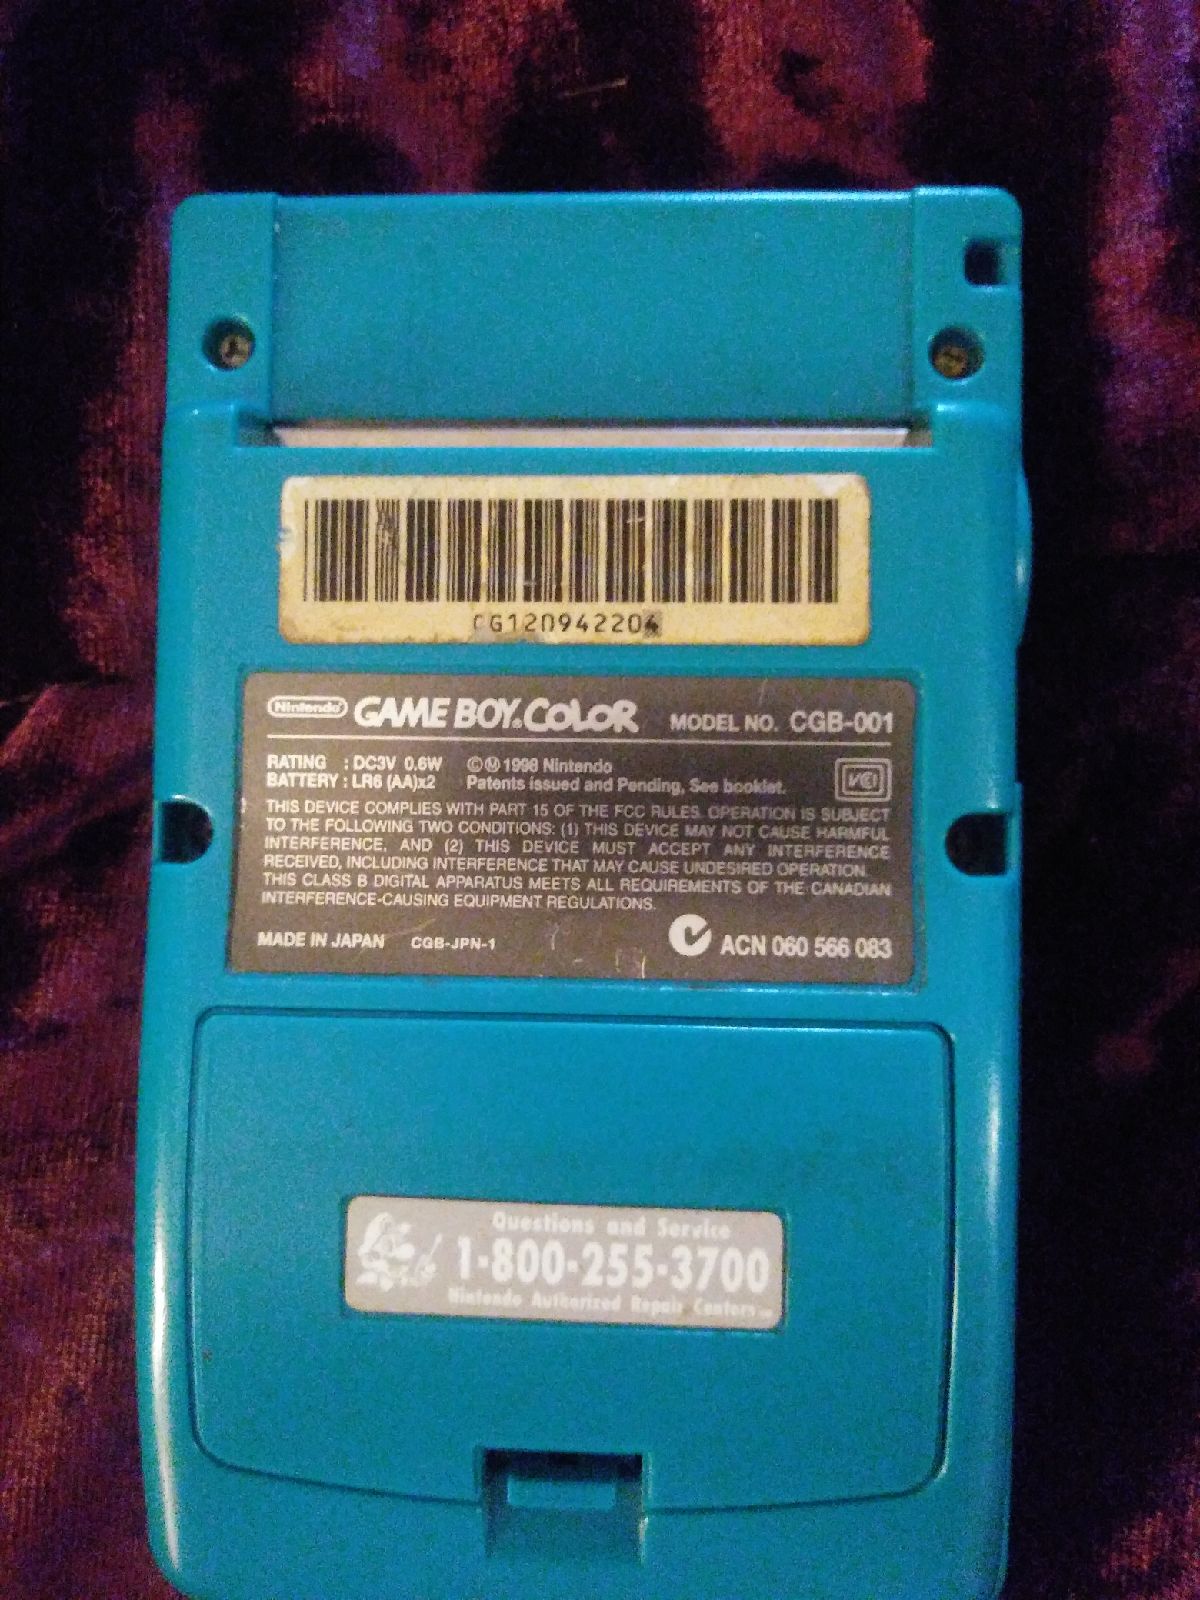 CG120942204
Nintendo GAME BOY COLOR MODEL NO. CGB-001
RATING : DC3V 0.6W ©Ⓜ 1998 Nintendo
BATTERY : LR6 (AA)x2 Patents issued and Pending, See booklet.
VCI
THIS DEVICE COMPLIES WITH PART 15 OF THE FCC RULES. OPERATION IS SUBJECT
TO THE FOLLOWING TWO CONDITIONS: (1) THIS DEVICE MAY NOT CAUSE HARMFUL
INTERFERENCE, AND (2) THIS DEVICE MUST ACCEPT ANY INTERFERENCE
RECEIVED, INCLUDING INTERFERENCE THAT MAY CAUSE UNDESIRED OPERATION.
THIS CLASS B DIGITAL APPARATUS MEETS ALL REQUIREMENTS OF THE CANADIAN
INTERFERENCE-CAUSING EQUIPMENT REGULATIONS.
MADE IN JAPAN CGB-JPN-1 ACN 060 566 083
Questions and Service
1-800-255-3700
Nintendo Authorized Repair Centers